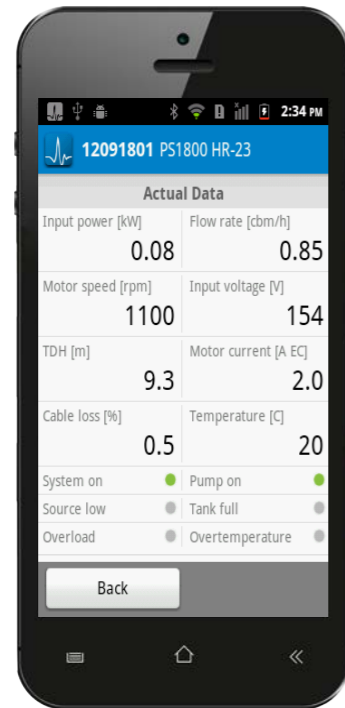 2:34 PM
12091801 PS1800 HR-23
Actual Data
Input power [kW] Flow rate [cbm/h]
0.08 0.85
Motor speed [rpm] Input voltage [V]
1100 154
TDH [m] Motor current [A EC]
9.3 2.0
Cable loss [%] Temperature [C]
0.5 20
System on Pump on
Source low Tank full
Overload Overtemperature
Back